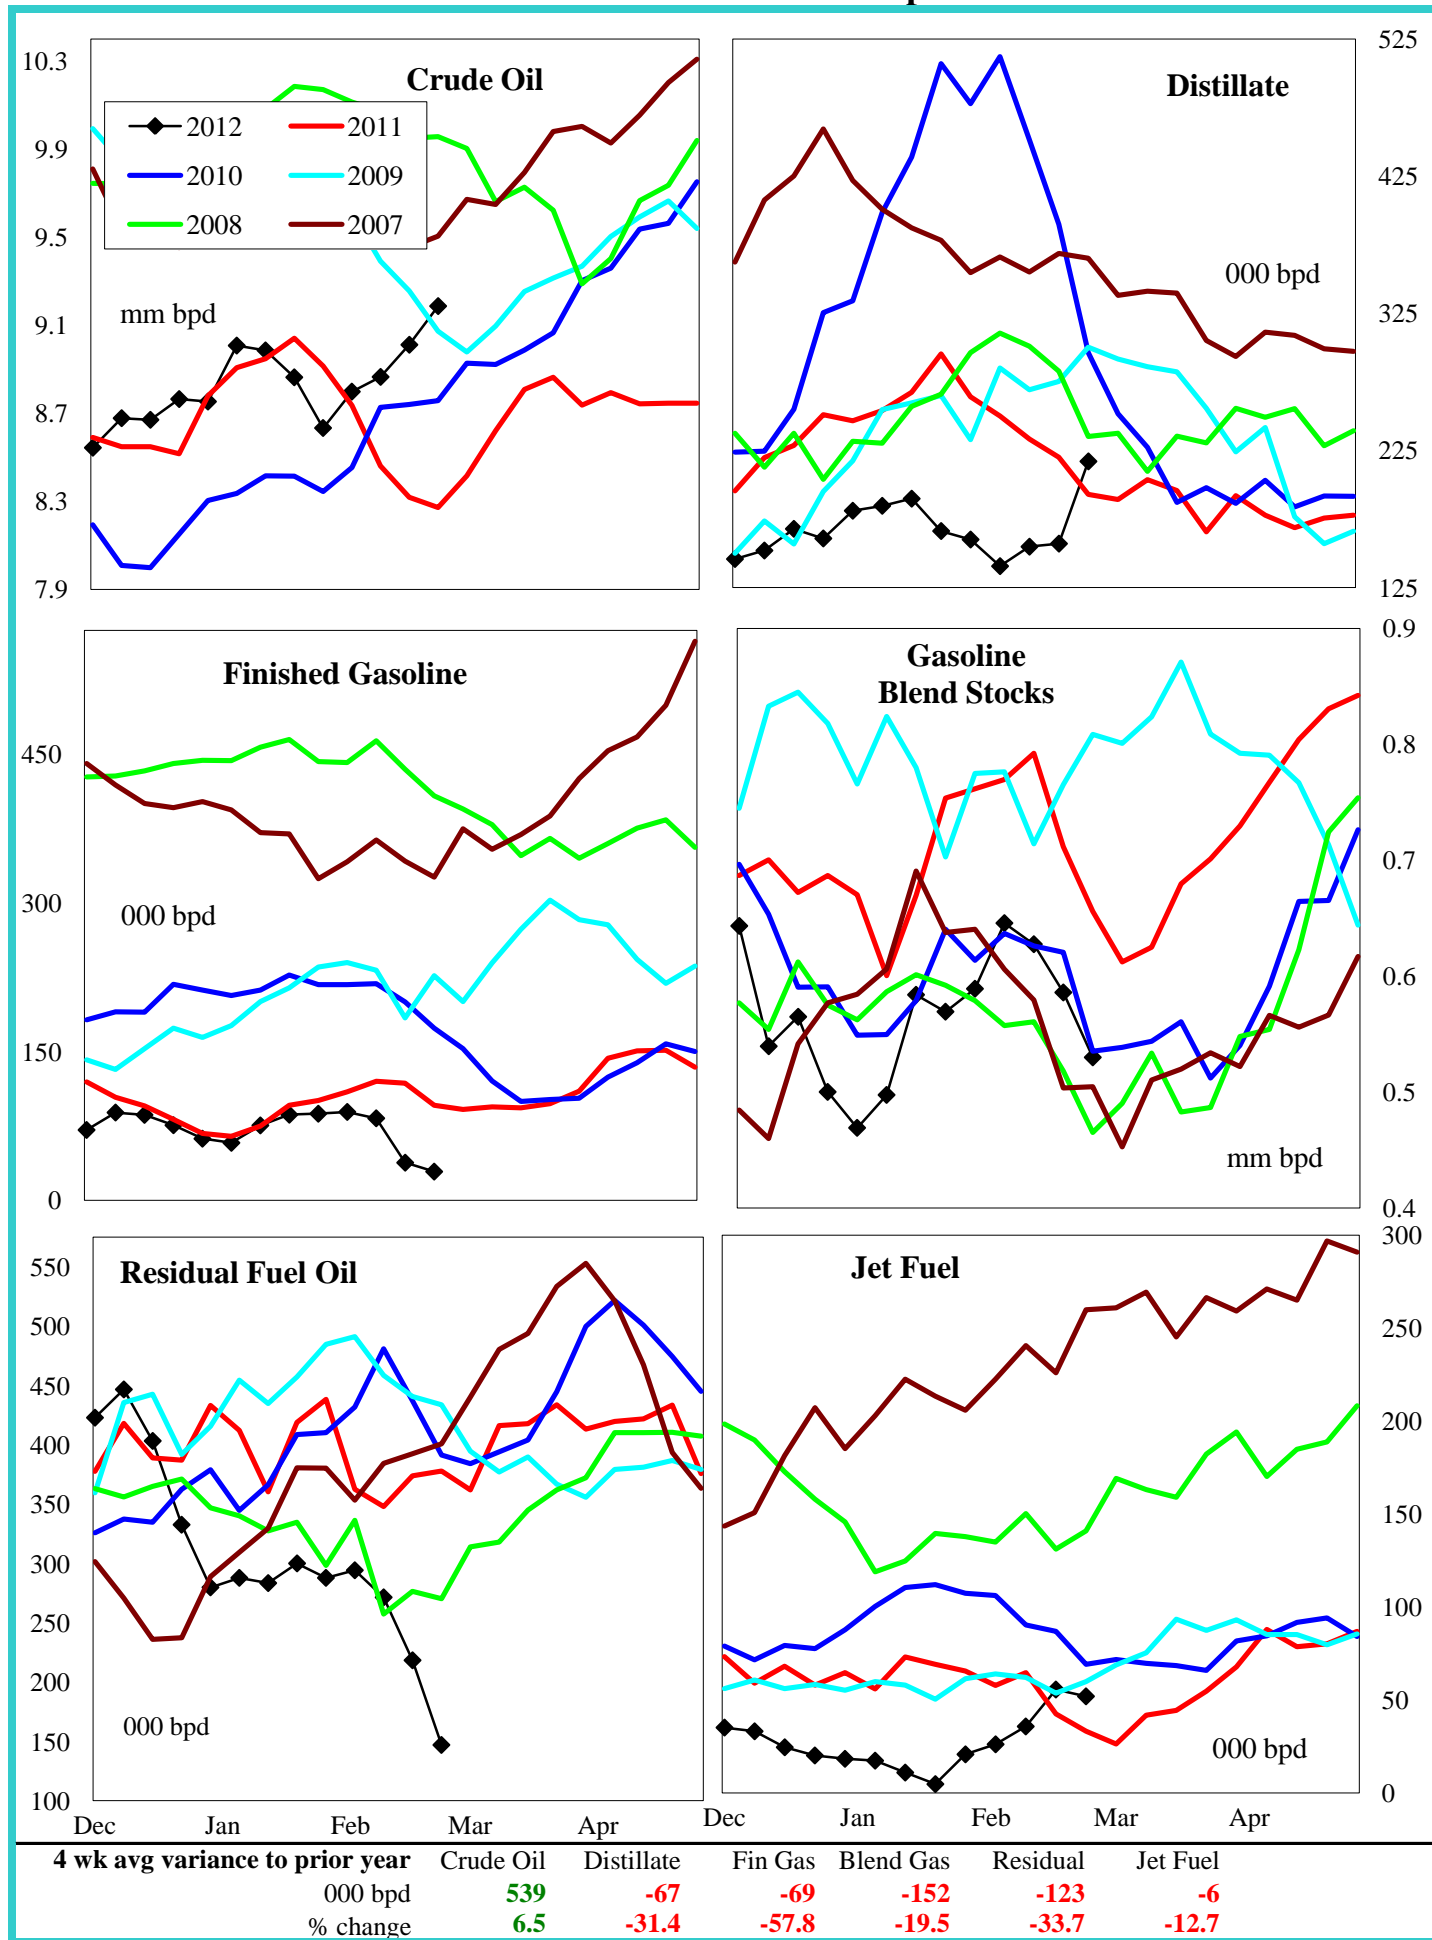 p
Crude Oil
10.3
9.9
9.5
9.1
8.7
8.3
7.9
2012 2011
2010 2009
2008 2007
mm bpd
Distillate
525
425
325
225
125
000 bpd
Finished Gasoline
450
300
150
0
000 bpd
Gasoline
Blend Stocks
0.9
0.8
0.7
0.6
0.5
0.4
mm bpd
Residual Fuel Oil
550
500
450
400
350
300
250
200
150
100
000 bpd
Dec Jan Feb Mar Apr
Jet Fuel
300
250
200
150
100
50
0
000 bpd
Dec Jan Feb Mar Apr
4 wk avg variance to prior year Crude Oil Distillate Fin Gas Blend Gas Residual Jet Fuel
000 bpd 539 -67 -69 -152 -123 -6
% change 6.5 -31.4 -57.8 -19.5 -33.7 -12.7